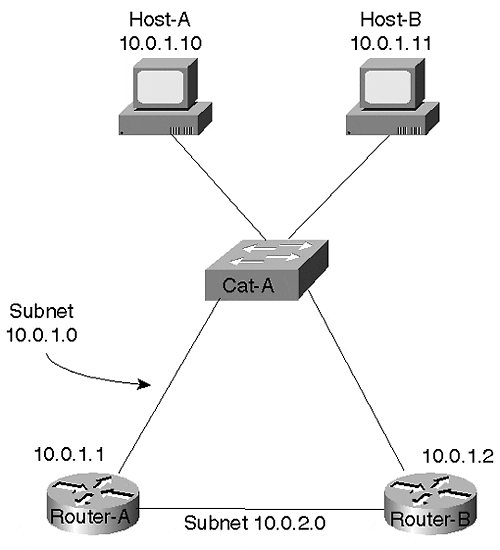 Host-A
10.0.1.10
Host-B
10.0.1.11
Cat-A
Subnet
10.0.1.0
10.0.1.1
10.0.1.2
Router-A
Subnet 10.0.2.0
Router-B